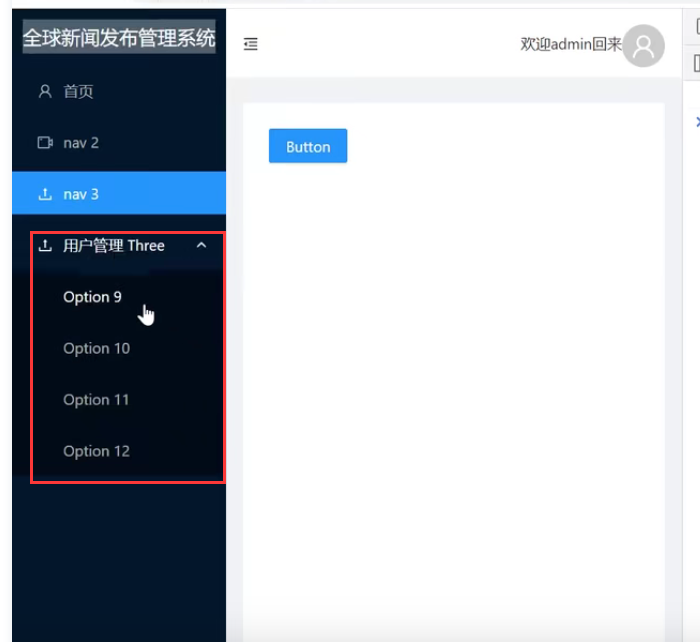 全球新闻发布管理系统
欢迎admin回来
首页
nav 2
nav 3
用户管理 Three
Option 9
Option 10
Option 11
Option 12
Button